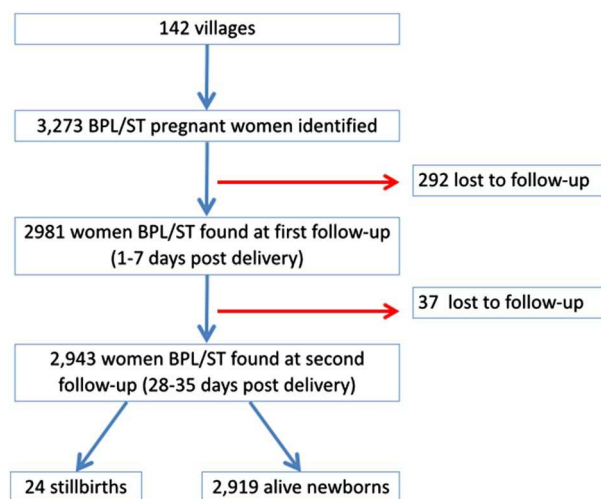 142 villages
3,273 BPL/ST pregnant women identified
292 lost to follow-up
2981 women BPL/ST found at first follow-up
(1-7 days post delivery)
37 lost to follow-up
2,943 women BPL/ST found at second
follow-up (28-35 days post delivery)
24 stillbirths
2,919 alive newborns